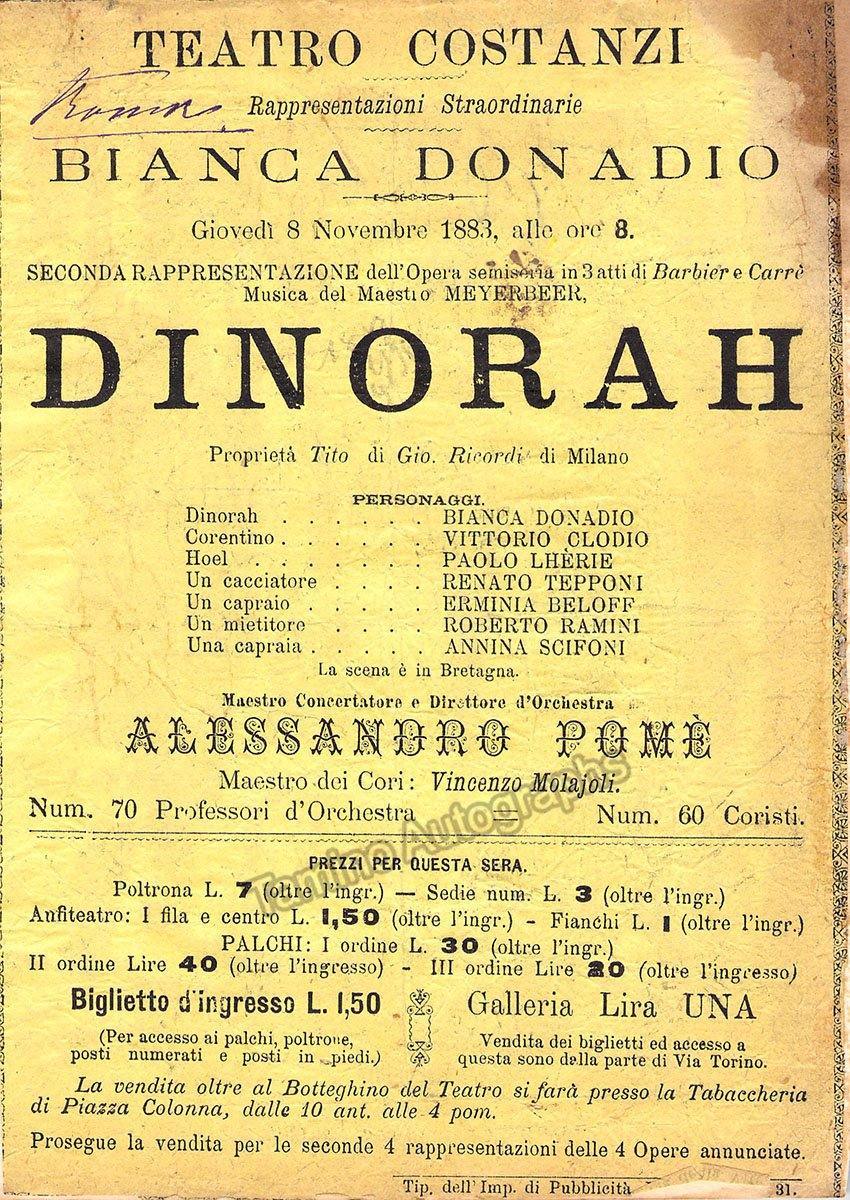 TEATRO COSTANZI
Roma
Rappresentazioni Straordinarie
BIANCA DONADIO
Giovedì 8 Novembre 1883, alle ore 8.
SECONDA RAPPRESENTAZIONE dell'Opera semiseria in 3 atti di Barbier e Carrè
Musica del Maestro MEYERBEER,
DINORAH
Proprietà Tito di Gio. Ricordi di Milano
PERSONAGGI.
Dinorah . . . . . . BIANCA DONADIO
Corentino . . . . . . VITTORIO CLODIO
Hoel . . . . . . . BRAOLO LHÈRIE
Un cacciatore . . . . RENATO TEPPONI
Un capraio . . . . . ERMINIA BELOFF
Un mietitore . . . . ROBERTO RAMINI
Una capraia . . . . . ANNINA SCIFONI
La scena è in Bretagna.
Maestro Concertatore e Direttore d'Orchestra
ALESSANDRO POMÈ
Maestro dei Cori: Vincenzo Molajoli.
Num. 70 Professori d'Orchestra = Num. 60 Coristi.
Tamino Autographs
PREZZI PER QUESTA SERA.
Poltrona L. 7 (oltre l'ingr.) — Sedie num. L. 3 (oltre l'ingr.)
Anfiteatro: I fila e centro L. 1,50 (oltre l'ingr.) - Fianchi L. 1 (oltre l'ingr.)
PALCHI: I ordine L. 30 (oltre l'ingr.)
II ordine Lire 40 (oltre l'ingresso) - III ordine Lire 20 (oltre l'ingresso)
Biglietto d'ingresso L. 1,50
(Per accesso ai palchi, poltrone,
posti numerati e posti in piedi.)
Galleria Lira UNA
Vendita dei biglietti ed accesso a
questa sono dalla parte di Via Torino.
La vendita oltre al Botteghino del Teatro si farà presso la Tabaccheria
di Piazza Colonna, dalle 10 ant. alle 4 pom.
Prosegue la vendita per le seconde 4 rappresentazioni delle 4 Opere annunciate.
Tip. dell'Imp. di Pubblicità
31.